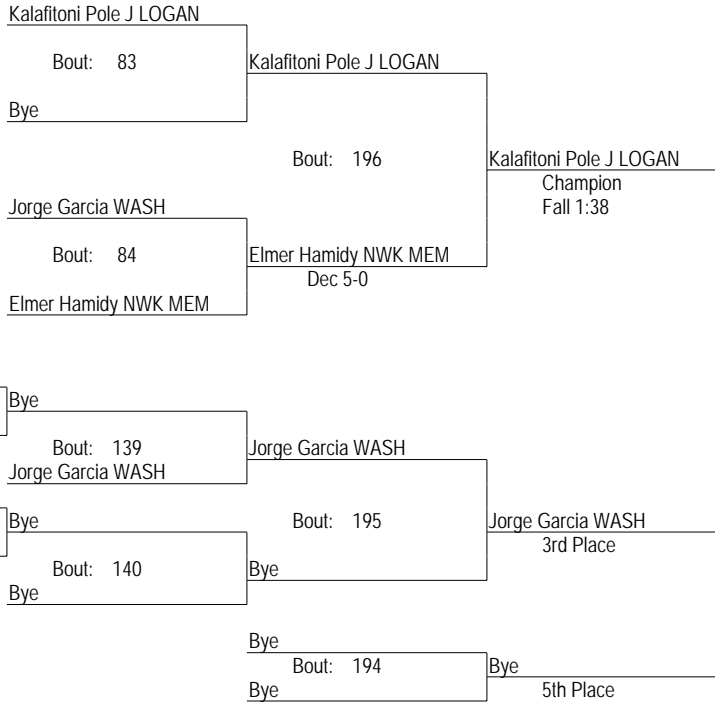 Kalafitoni Pole J LOGAN
Bout: 83
Kalafitoni Pole J LOGAN
Bye
Bout: 196
Kalafitoni Pole J LOGAN
Champion
Fall 1:38
Jorge Garcia WASH
Bout: 84
Elmer Hamidy NWK MEM
Dec 5-0
Elmer Hamidy NWK MEM
Bye
Bout: 139
Jorge Garcia WASH
Jorge Garcia WASH
Bye
Bout: 195
Jorge Garcia WASH
3rd Place
Bout: 140
Bye
Bye
Bye
Bout: 194
Bye
Bye
5th Place